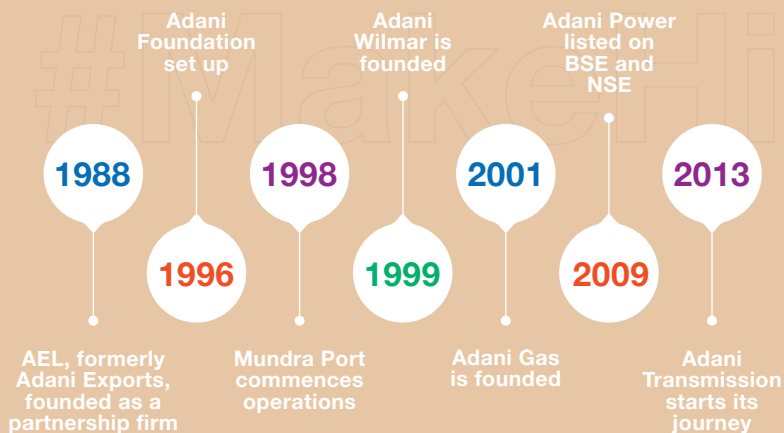 #MakeHi
Adani
Foundation
set up
Adani
Wilmar is
founded
Adani Power
listed on
BSE and
NSE
1988
1998
2001
2013
1996
1999
2009
AEL, formerly
Adani Exports,
founded as a
partnership firm
Mundra Port
commences
operations
Adani Gas
is founded
Adani
Transmission
starts its
journey